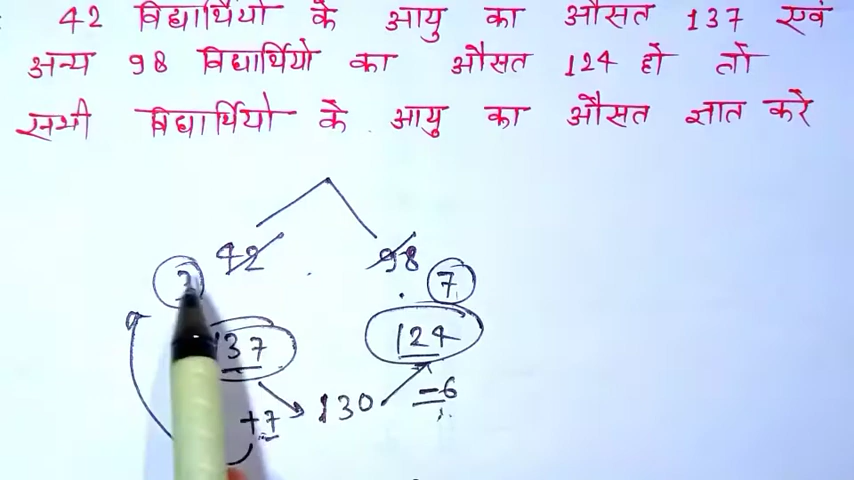 42 विद्यार्थियो के आयु का औसत 137 एवं
अन्य 98 विद्यार्थियो का औसत 124 हो तो
सभी विद्यार्थियो के आयु का औसत ज्ञात करे
42 98
3 7
137 124
+7 130 -6